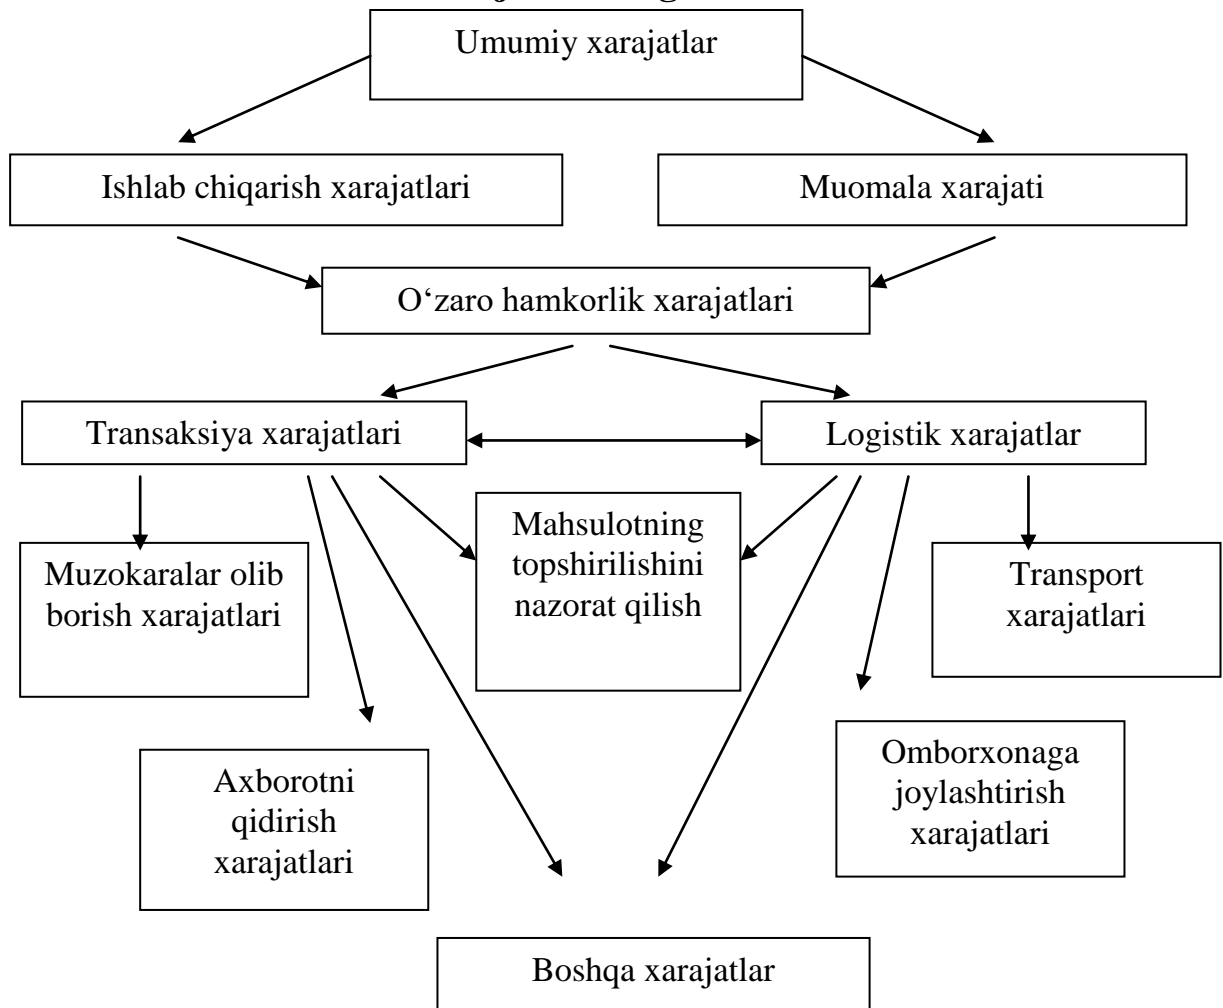 Umumiy xarajatlar
Ishlab chiqarish xarajatlari
Muomala xarajati
O‘zaro hamkorlik xarajatlari
Transaksiya xarajatlari
Logistik xarajatlar
Muzokaralar olib
borish xarajatlari
Mahsulotning
topshirilishini
nazorat qilish
Transport
xarajatlari
Axborotni
qidirish
xarajatlari
Omborxonaga
joylashtirish
xarajatlari
Boshqa xarajatlar